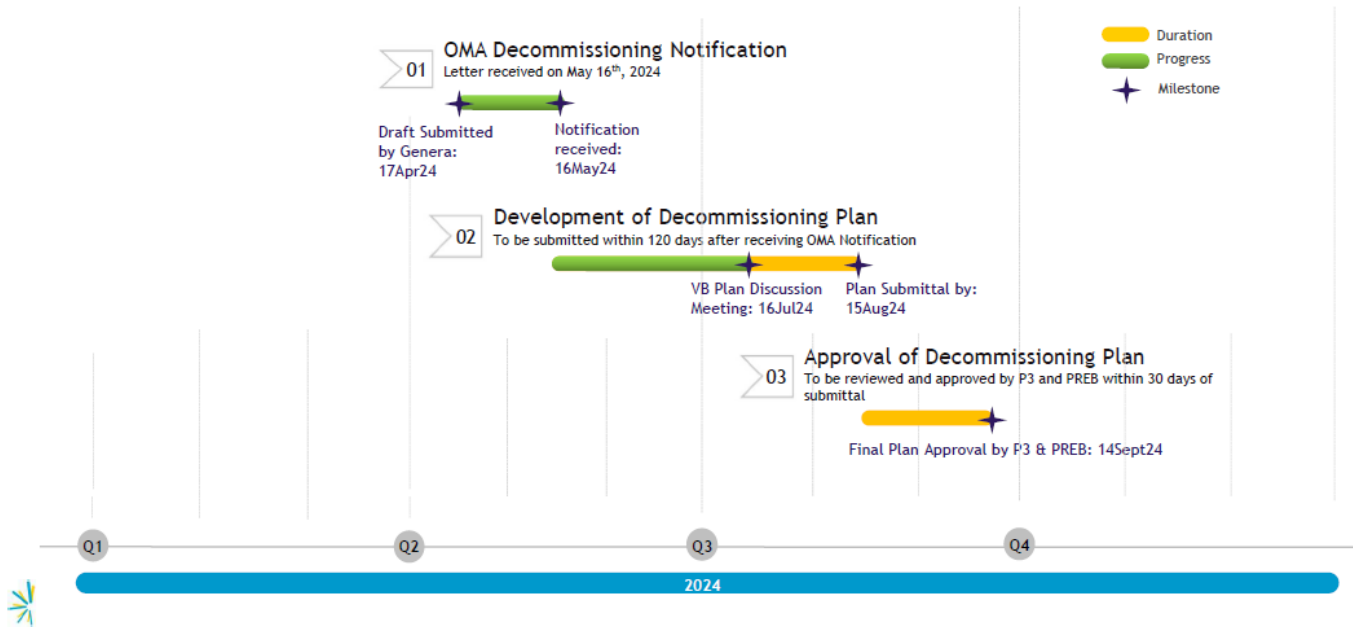 Duration
Progress
Milestone
01
OMA Decommissioning Notification
Letter received on May 16th, 2024
Draft Submitted
by Genera:
17Apr24
Notification
received:
16May24
02
Development of Decommissioning Plan
To be submitted within 120 days after receiving OMA Notification
VB Plan Discussion
Meeting: 16Jul24
Plan Submittal by:
15Aug24
03
Approval of Decommissioning Plan
To be reviewed and approved by P3 and PREB within 30 days of
submittal
Final Plan Approval by P3 & PREB: 14Sept24
Q1
Q2
Q3
Q4
2024